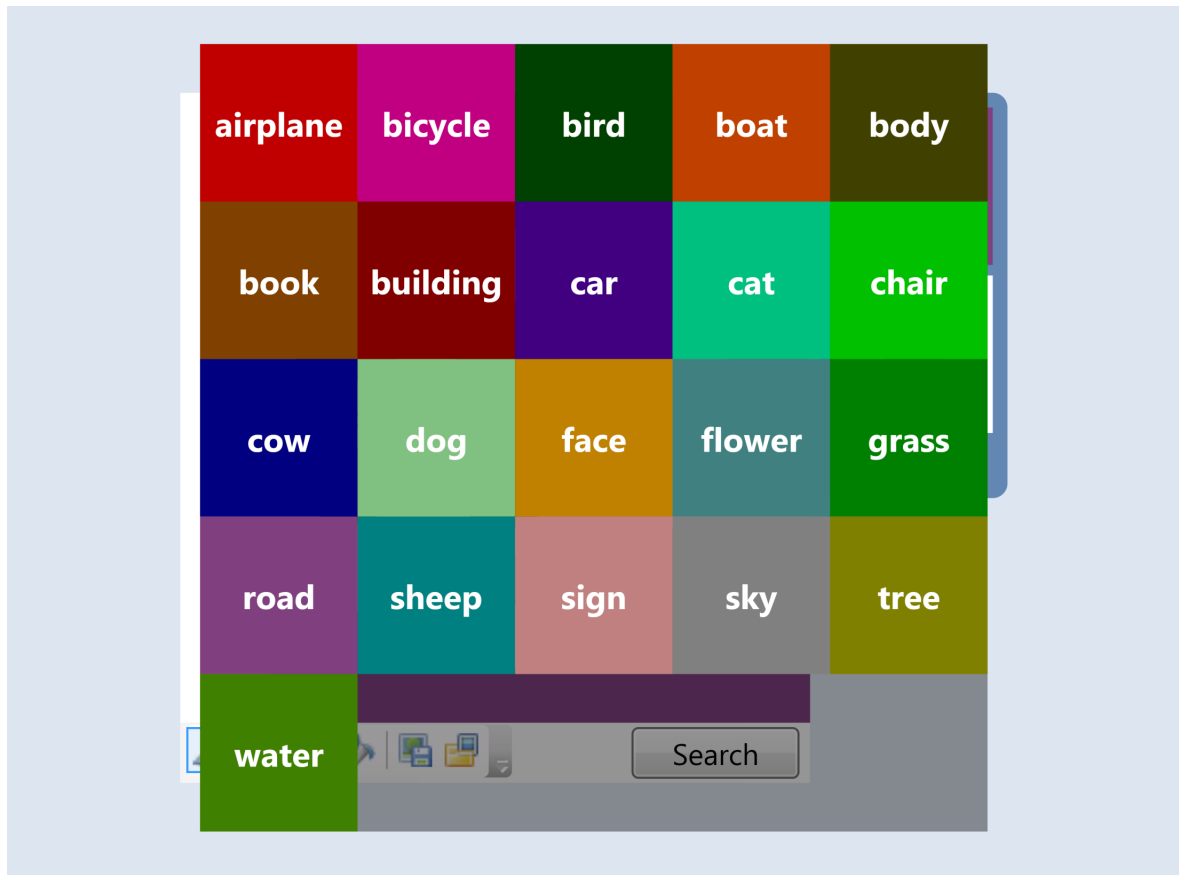 airplane bicycle bird boat body
book building car cat chair
cow dog face flower grass
road sheep sign sky tree
water Search